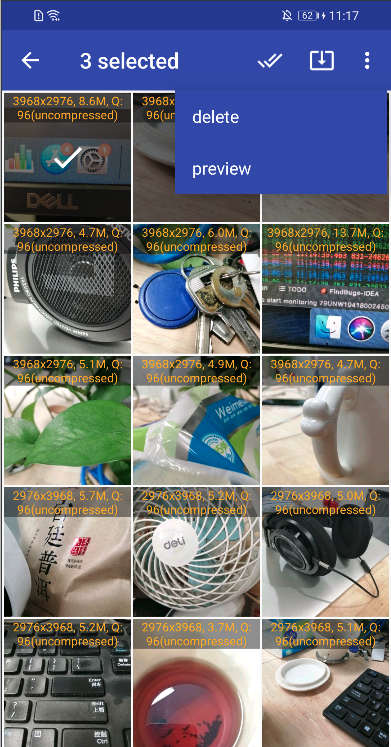 62 11:17
3 selected
delete
preview
3968x2976, 8.6M, Q:
96(uncompressed)
DELL
3968x2976, 4.7M, Q:
96(uncompressed)
PHILIPS
3968x2976, 6.0M, Q:
96(uncompressed)
3968x2976, 13.7M, Q:
96(uncompressed)
TODO
FindBugs-IDEA
3968x2976, 5.1M, Q:
96(uncompressed)
3968x2976, 4.9M, Q:
96(uncompressed)
3968x2976, 4.7M, Q:
96(uncompressed)
2976x3968, 5.7M, Q:
96(uncompressed)
普洱
2976x3968, 5.2M, Q:
96(uncompressed)
deli
2976x3968, 5.0M, Q:
96(uncompressed)
2976x3968, 5.2M, Q:
96(uncompressed)
Enter
Ctrl
2976x3968, 3.7M, Q:
96(uncompressed)
2976x3968, 5.1M, Q:
96(uncompressed)